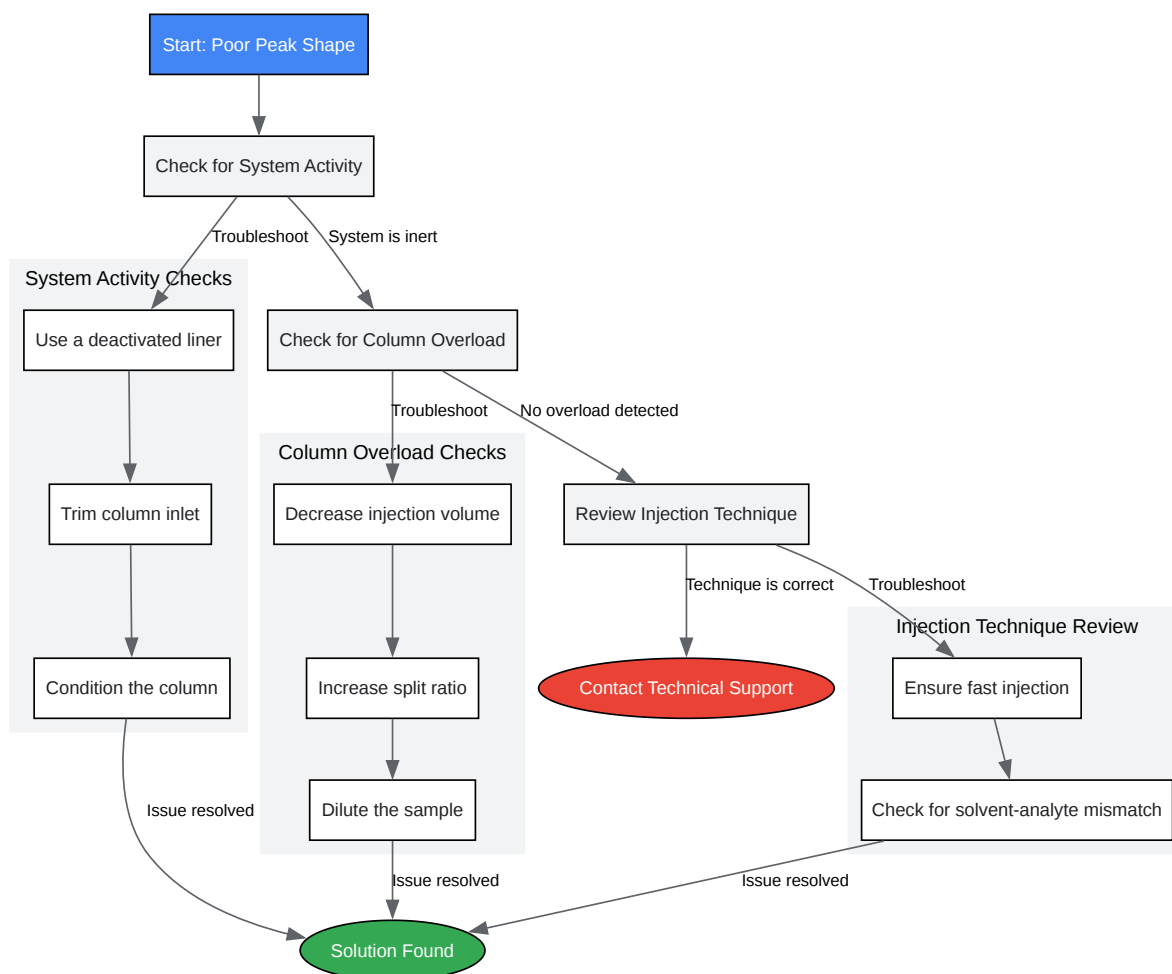 Start: Poor Peak Shape
Check for System Activity
Troubleshoot
System is inert
System Activity Checks
Use a deactivated liner
Check for Column Overload
Troubleshoot
No overload detected
Column Overload Checks
Trim column inlet
Decrease injection volume
Review Injection Technique
Technique is correct
Troubleshoot
Injection Technique Review
Condition the column
Increase split ratio
Contact Technical Support
Ensure fast injection
Issue resolved
Dilute the sample
Check for solvent-analyte mismatch
Issue resolved
Issue resolved
Solution Found